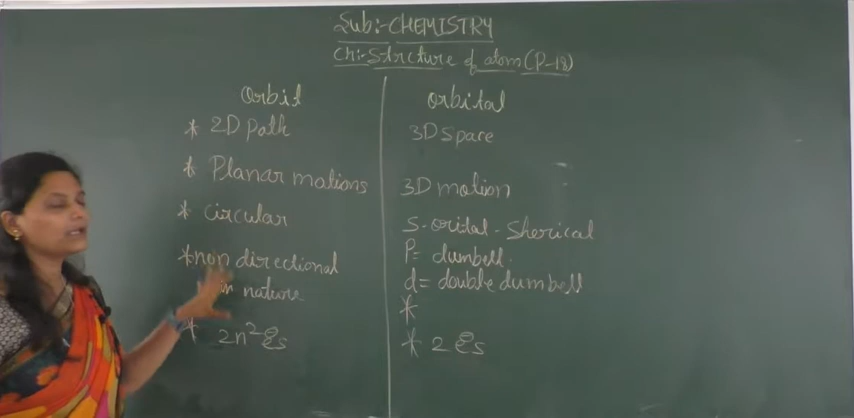 Sub:- CHEMISTRY
Ch:- Structure of atom (P-18)
Orbit
* 2D Path
* Planar motions
* Circular
* non directional
in nature
* 2n² es
Orbital
3D space
3D motion
S-orital - Sherical
P= dumbell.
d= double dumbell
*
* 2 es